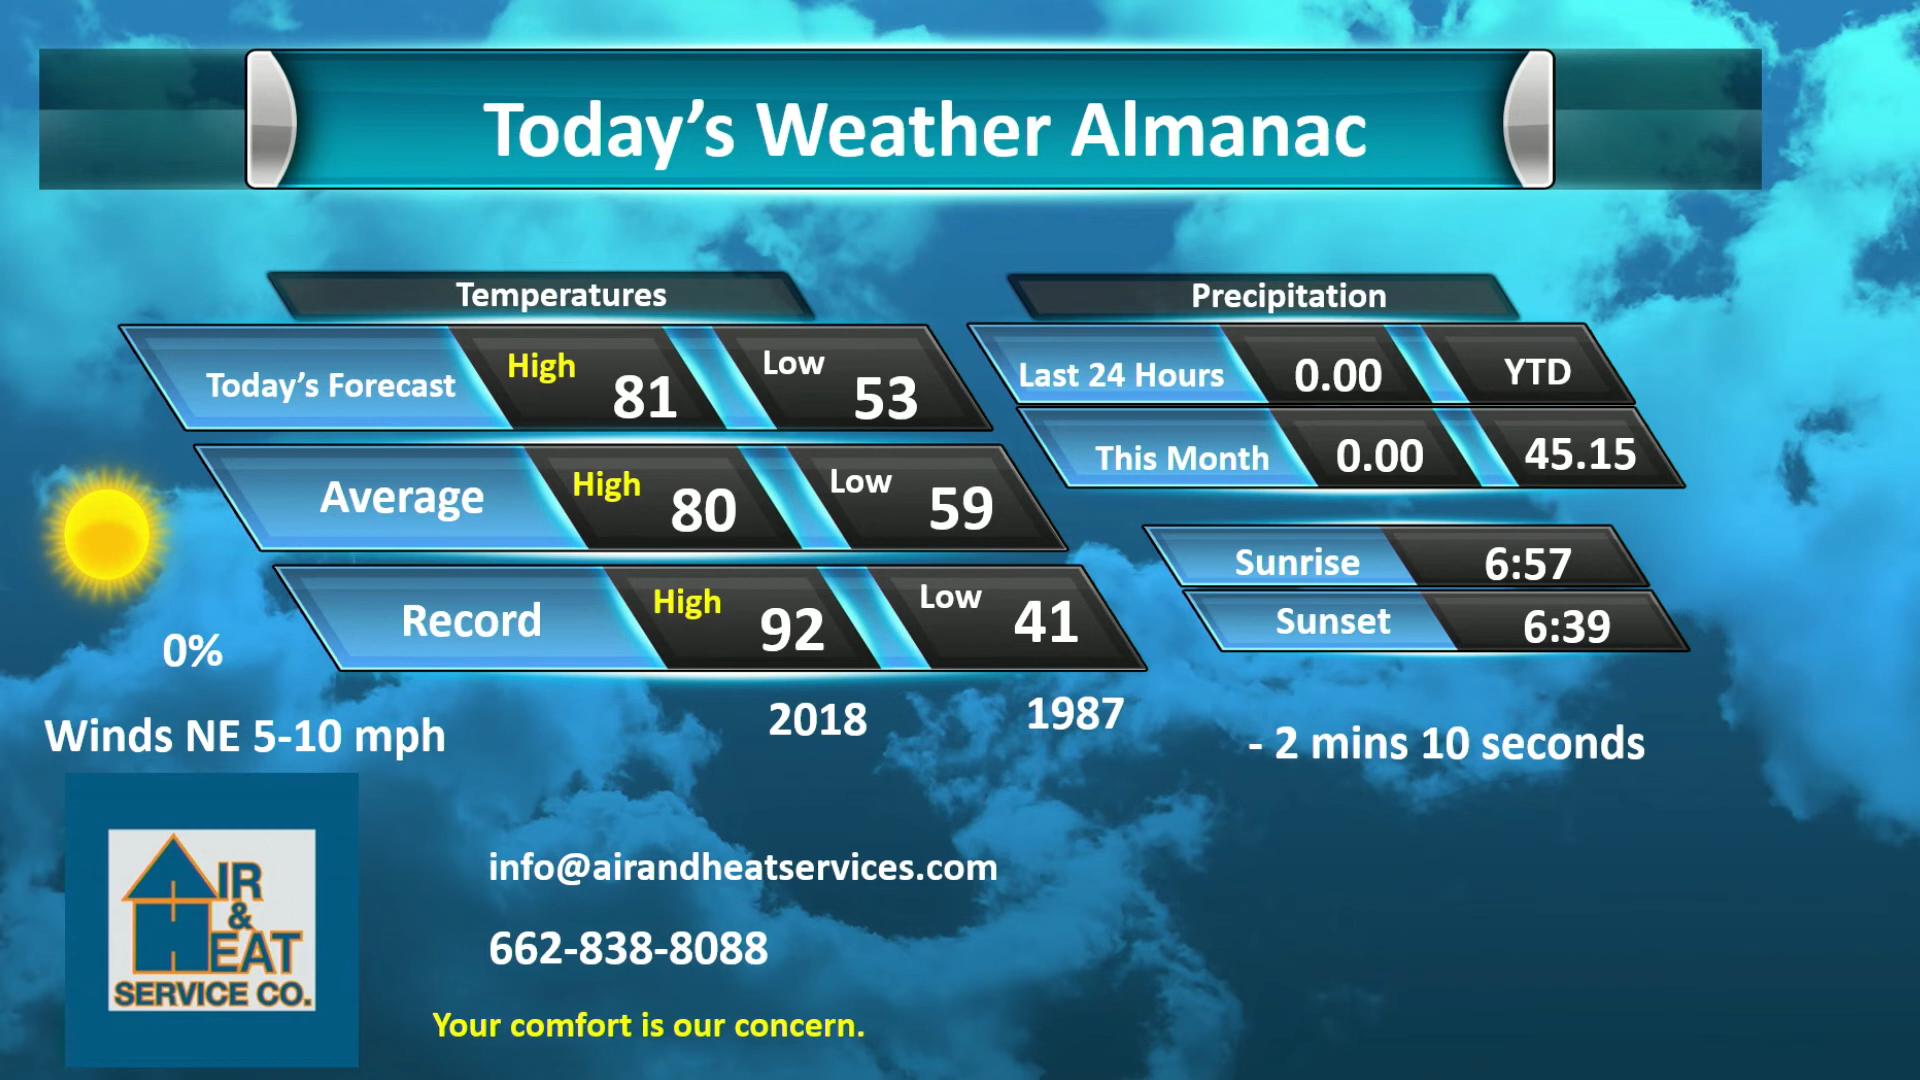 Today’s Weather Almanac
Temperatures
Today’s Forecast High 81 Low 53
Average High 80 Low 59
Record High 92 Low 41
2018 1987
Precipitation
Last 24 Hours 0.00 YTD
This Month 0.00 45.15
Sunrise 6:57
Sunset 6:39
- 2 mins 10 seconds
0%
Winds NE 5-10 mph
AIR
&
HEAT
SERVICE CO.
info@airandheatservices.com
662-838-8088
Your comfort is our concern.